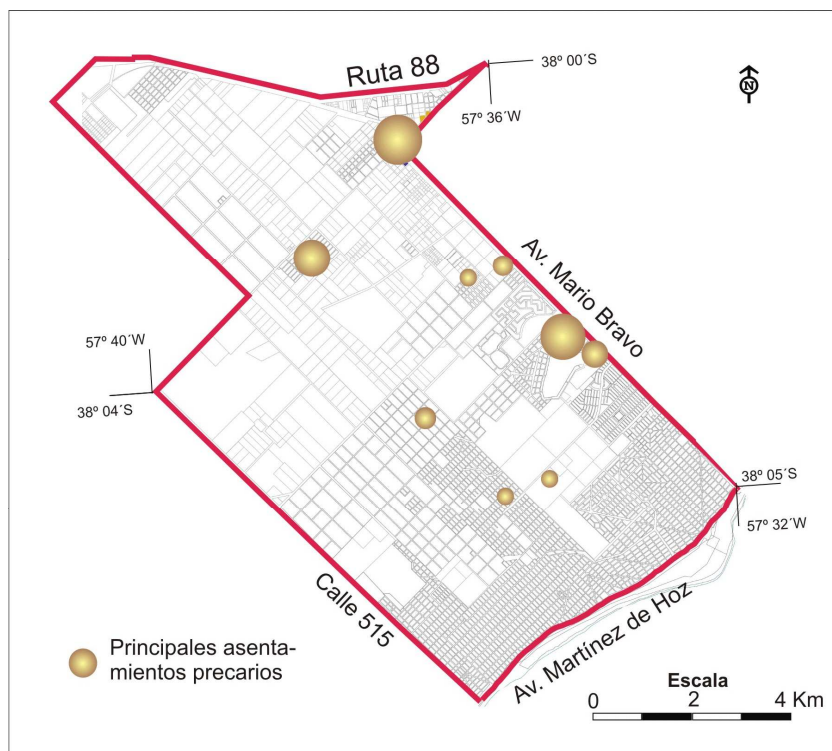 Ruta 88
38º 00´S
57º 36´W
N
Av. Mario Bravo
57º 40´W
38º 04´S
38º 05´S
57º 32´W
Calle 515
Av. Martínez de Hoz
Principales asenta-
mientos precarios
Escala
0 2 4 Km